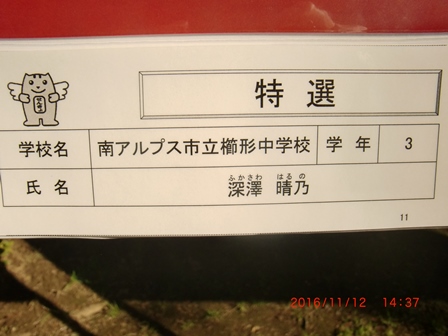 特選
学校名 南アルプス市立櫛形中学校 学年 3
ふかさわ はるの
氏名 深澤 晴乃
11
2016/11/12 14:37